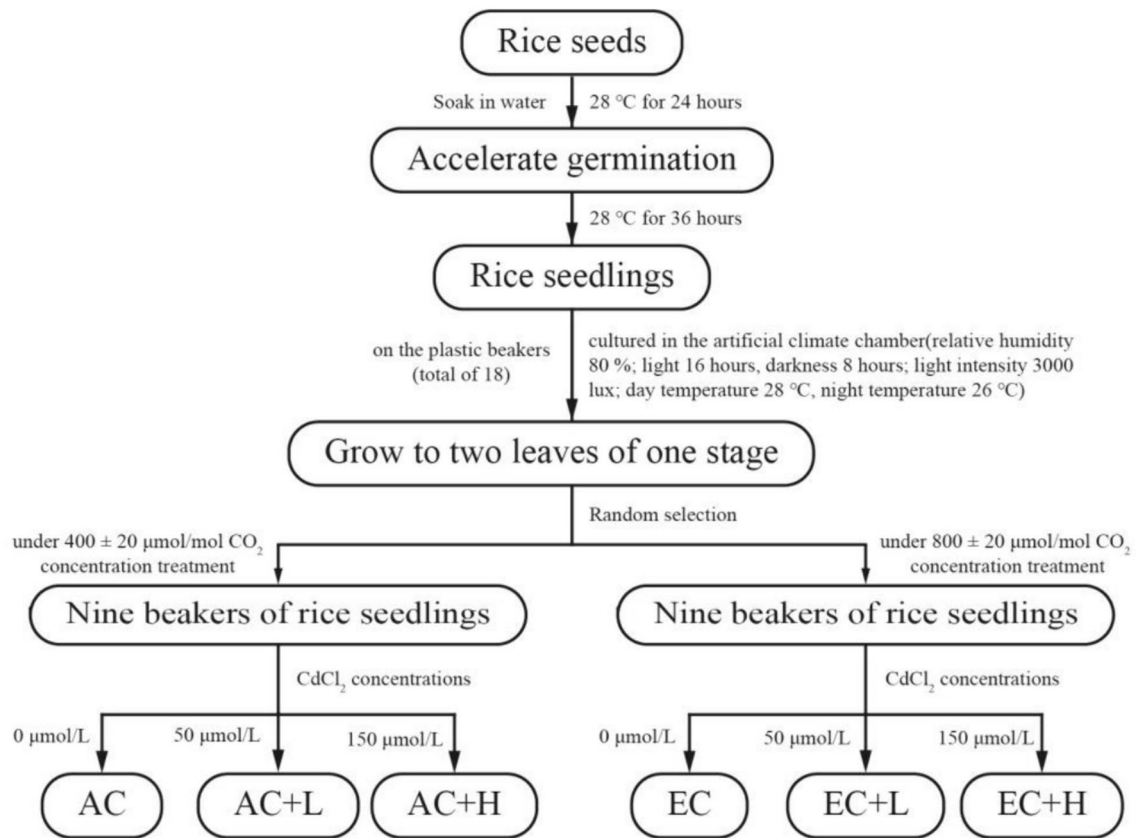 Rice seeds
Soak in water
28 °C for 24 hours
Accelerate germination
28 °C for 36 hours
Rice seedlings
on the plastic beakers
(total of 18)
cultured in the artificial climate chamber(relative humidity
80 %; light 16 hours, darkness 8 hours; light intensity 3000
lux; day temperature 28 °C, night temperature 26 °C)
Grow to two leaves of one stage
Random selection
under 400 ± 20 μmol/mol CO₂
concentration treatment
under 800 ± 20 μmol/mol CO₂
concentration treatment
Nine beakers of rice seedlings
Nine beakers of rice seedlings
CdCl₂ concentrations
CdCl₂ concentrations
0 μmol/L
50 μmol/L
150 μmol/L
0 μmol/L
50 μmol/L
150 μmol/L
AC
AC+L
AC+H
EC
EC+L
EC+H